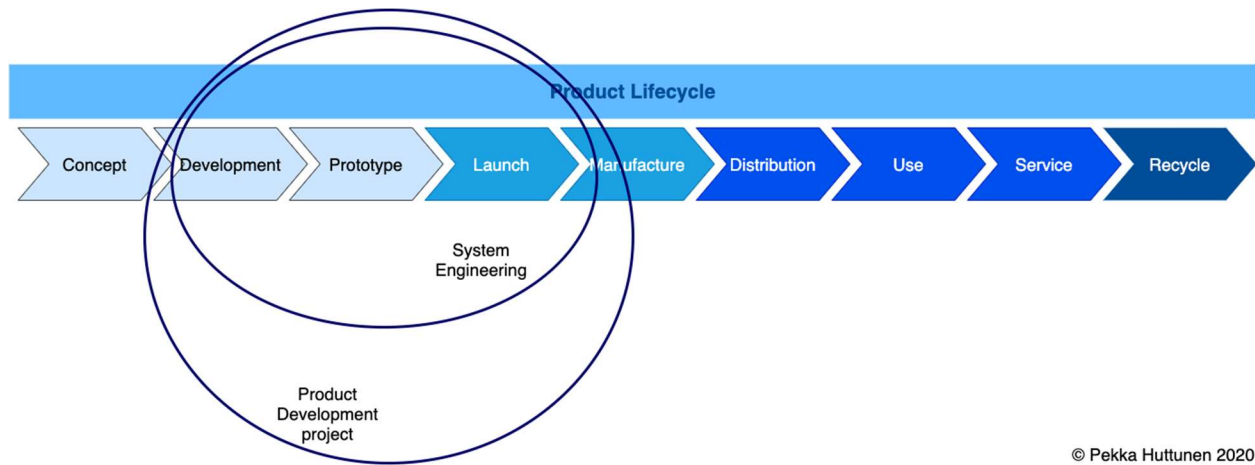 Product Lifecycle
Concept
Development
Prototype
Launch
Manufacture
Distribution
Use
Service
Recycle
System
Engineering
Product
Development
project
© Pekka Huttunen 2020